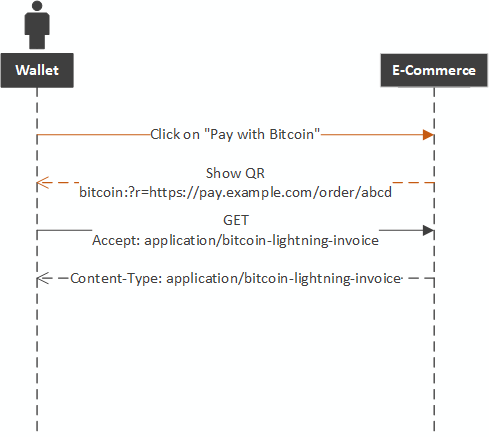 Wallet
E-Commerce
Click on "Pay with Bitcoin"
Show QR
bitcoin:?r=https://pay.example.com/order/abcd
GET
Accept: application/bitcoin-lightning-invoice
Content-Type: application/bitcoin-lightning-invoice